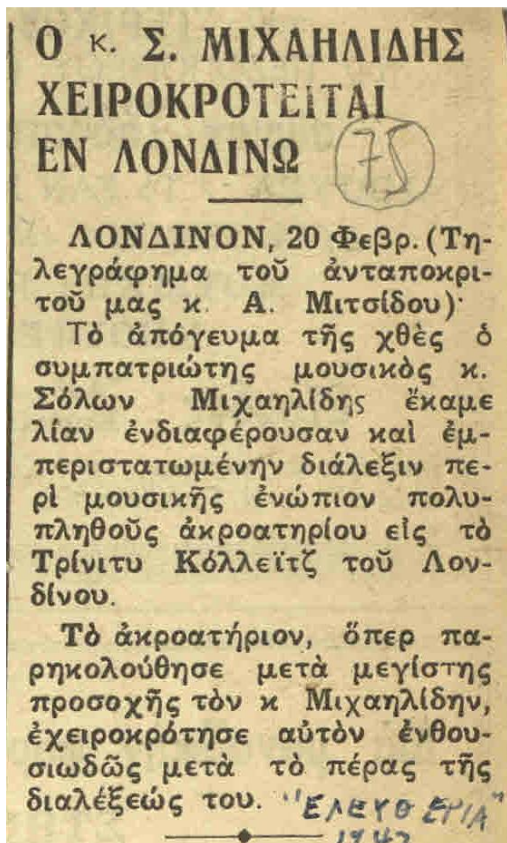 Ο κ. Σ. ΜΙΧΑΗΛΙΔΗΣ
ΧΕΙΡΟΚΡΟΤΕΙΤΑΙ
ΕΝ ΛΟΝΔΙΝΩ
75
ΛΟΝΔΙΝΟΝ, 20 Φεβρ. (Τη-
λεγράφημα τοῦ ἀνταποκρι-
τοῦ μας κ. Α. Μιτσίδου)·
Τὸ ἀπόγευμα τῆς χθὲς ὁ
συμπατριώτης μουσικὸς κ.
Σόλων Μιχαηλίδης ἔκαμε
λίαν ἐνδιαφέρουσαν καὶ ἐμ-
περιστατωμένην διάλεξιν πε-
ρὶ μουσικῆς ἐνώπιον πολυ-
πληθοῦς ἀκροατηρίου εἰς τὸ
Τρίνιτυ Κόλλεϊτζ τοῦ Λον-
δίνου.
Τὸ ἀκροατήριον, ὅπερ πα-
ρηκολούθησε μετὰ μεγίστης
προσοχῆς τὸν κ Μιχαηλίδην,
ἐχειροκρότησε αὐτὸν ἐνθου-
σιωδῶς μετὰ τὸ πέρας τῆς
διαλέξεώς του. "ΕΛΕΥΘΕΡΙΑ"